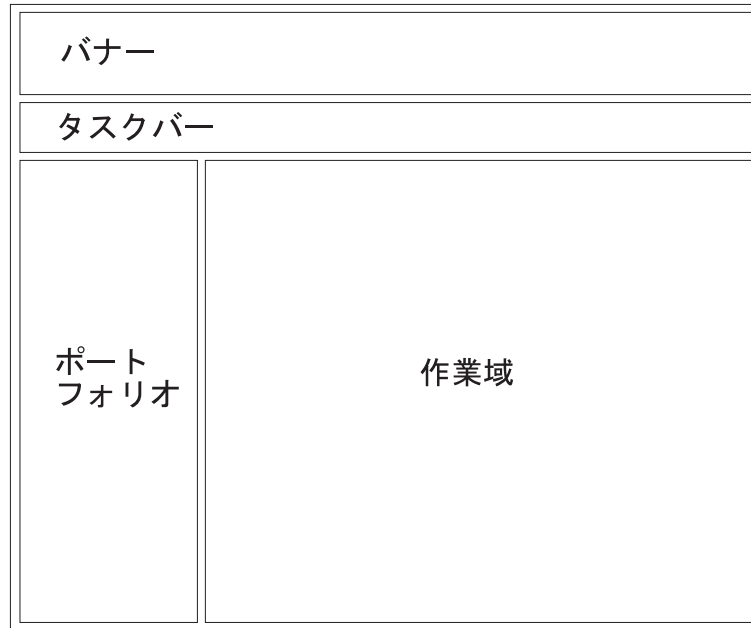 バナー
タスクバー
ポート
フォリオ
作業域